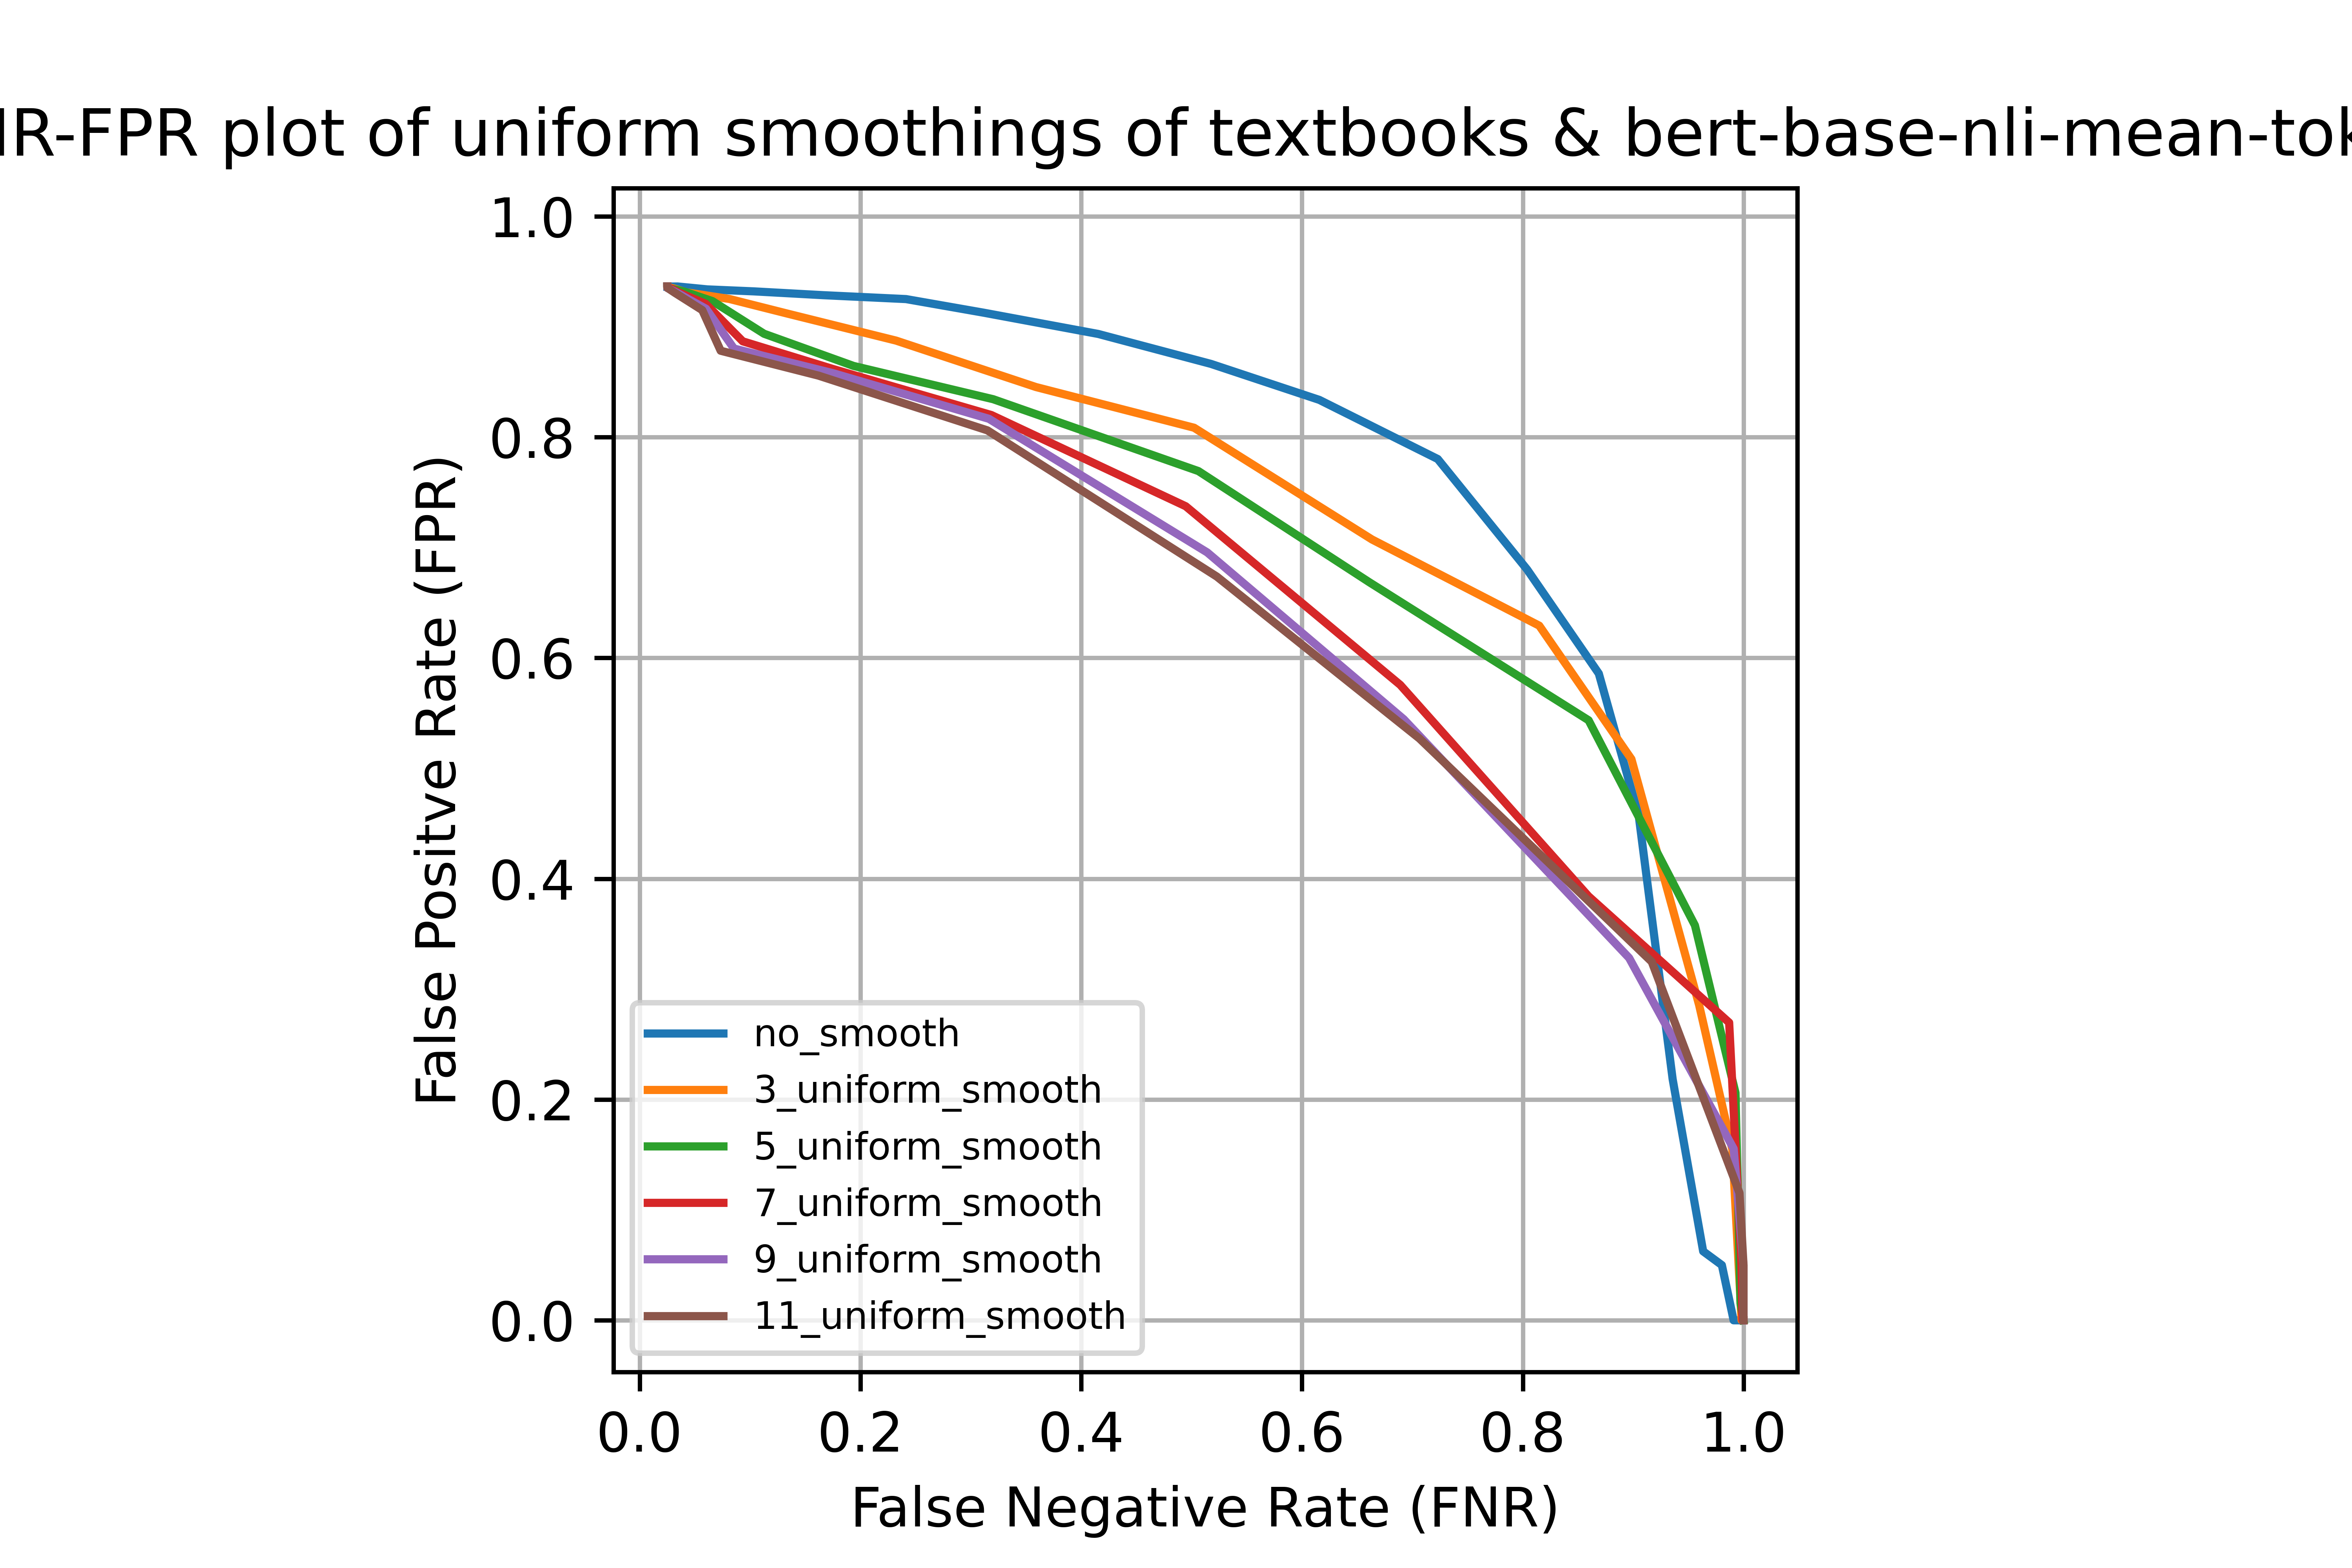 IR-FPR plot of uniform smoothings of textbooks & bert-base-nli-mean-tok
1.0
0.8
0.6
0.4
0.2
0.0
False Positve Rate (FPR)
no_smooth
3_uniform_smooth
5_uniform_smooth
7_uniform_smooth
9_uniform_smooth
11_uniform_smooth
0.0 0.2 0.4 0.6 0.8 1.0
False Negative Rate (FNR)